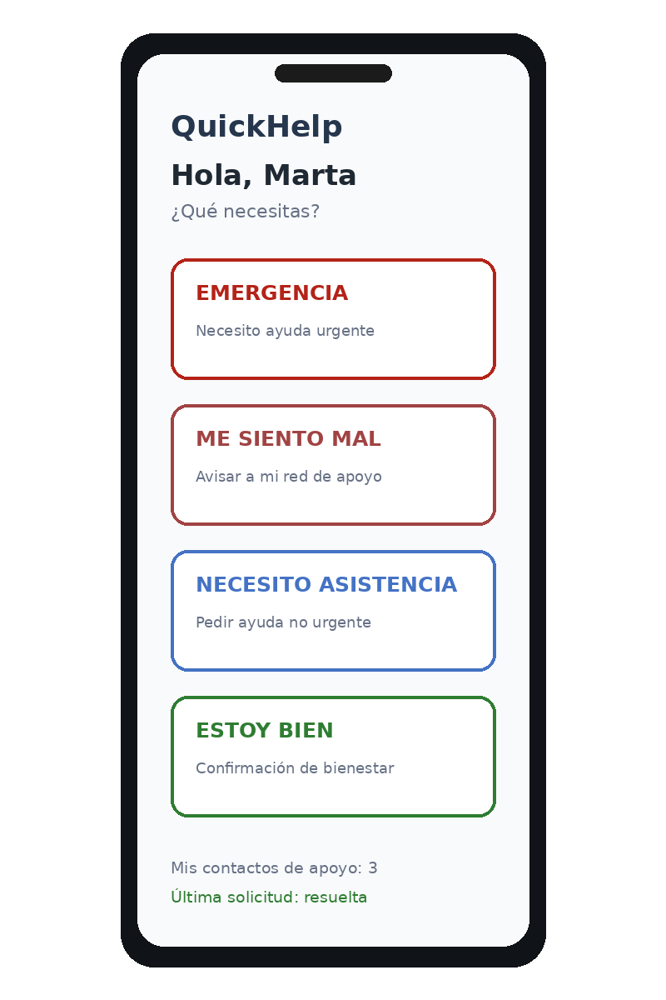 QuickHelp
Hola, Marta
¿Qué necesitas?
EMERGENCIA
Necesito ayuda urgente
ME SIENTO MAL
Avisar a mi red de apoyo
NECESITO ASISTENCIA
Pedir ayuda no urgente
ESTOY BIEN
Confirmación de bienestar
Mis contactos de apoyo: 3
Última solicitud: resuelta